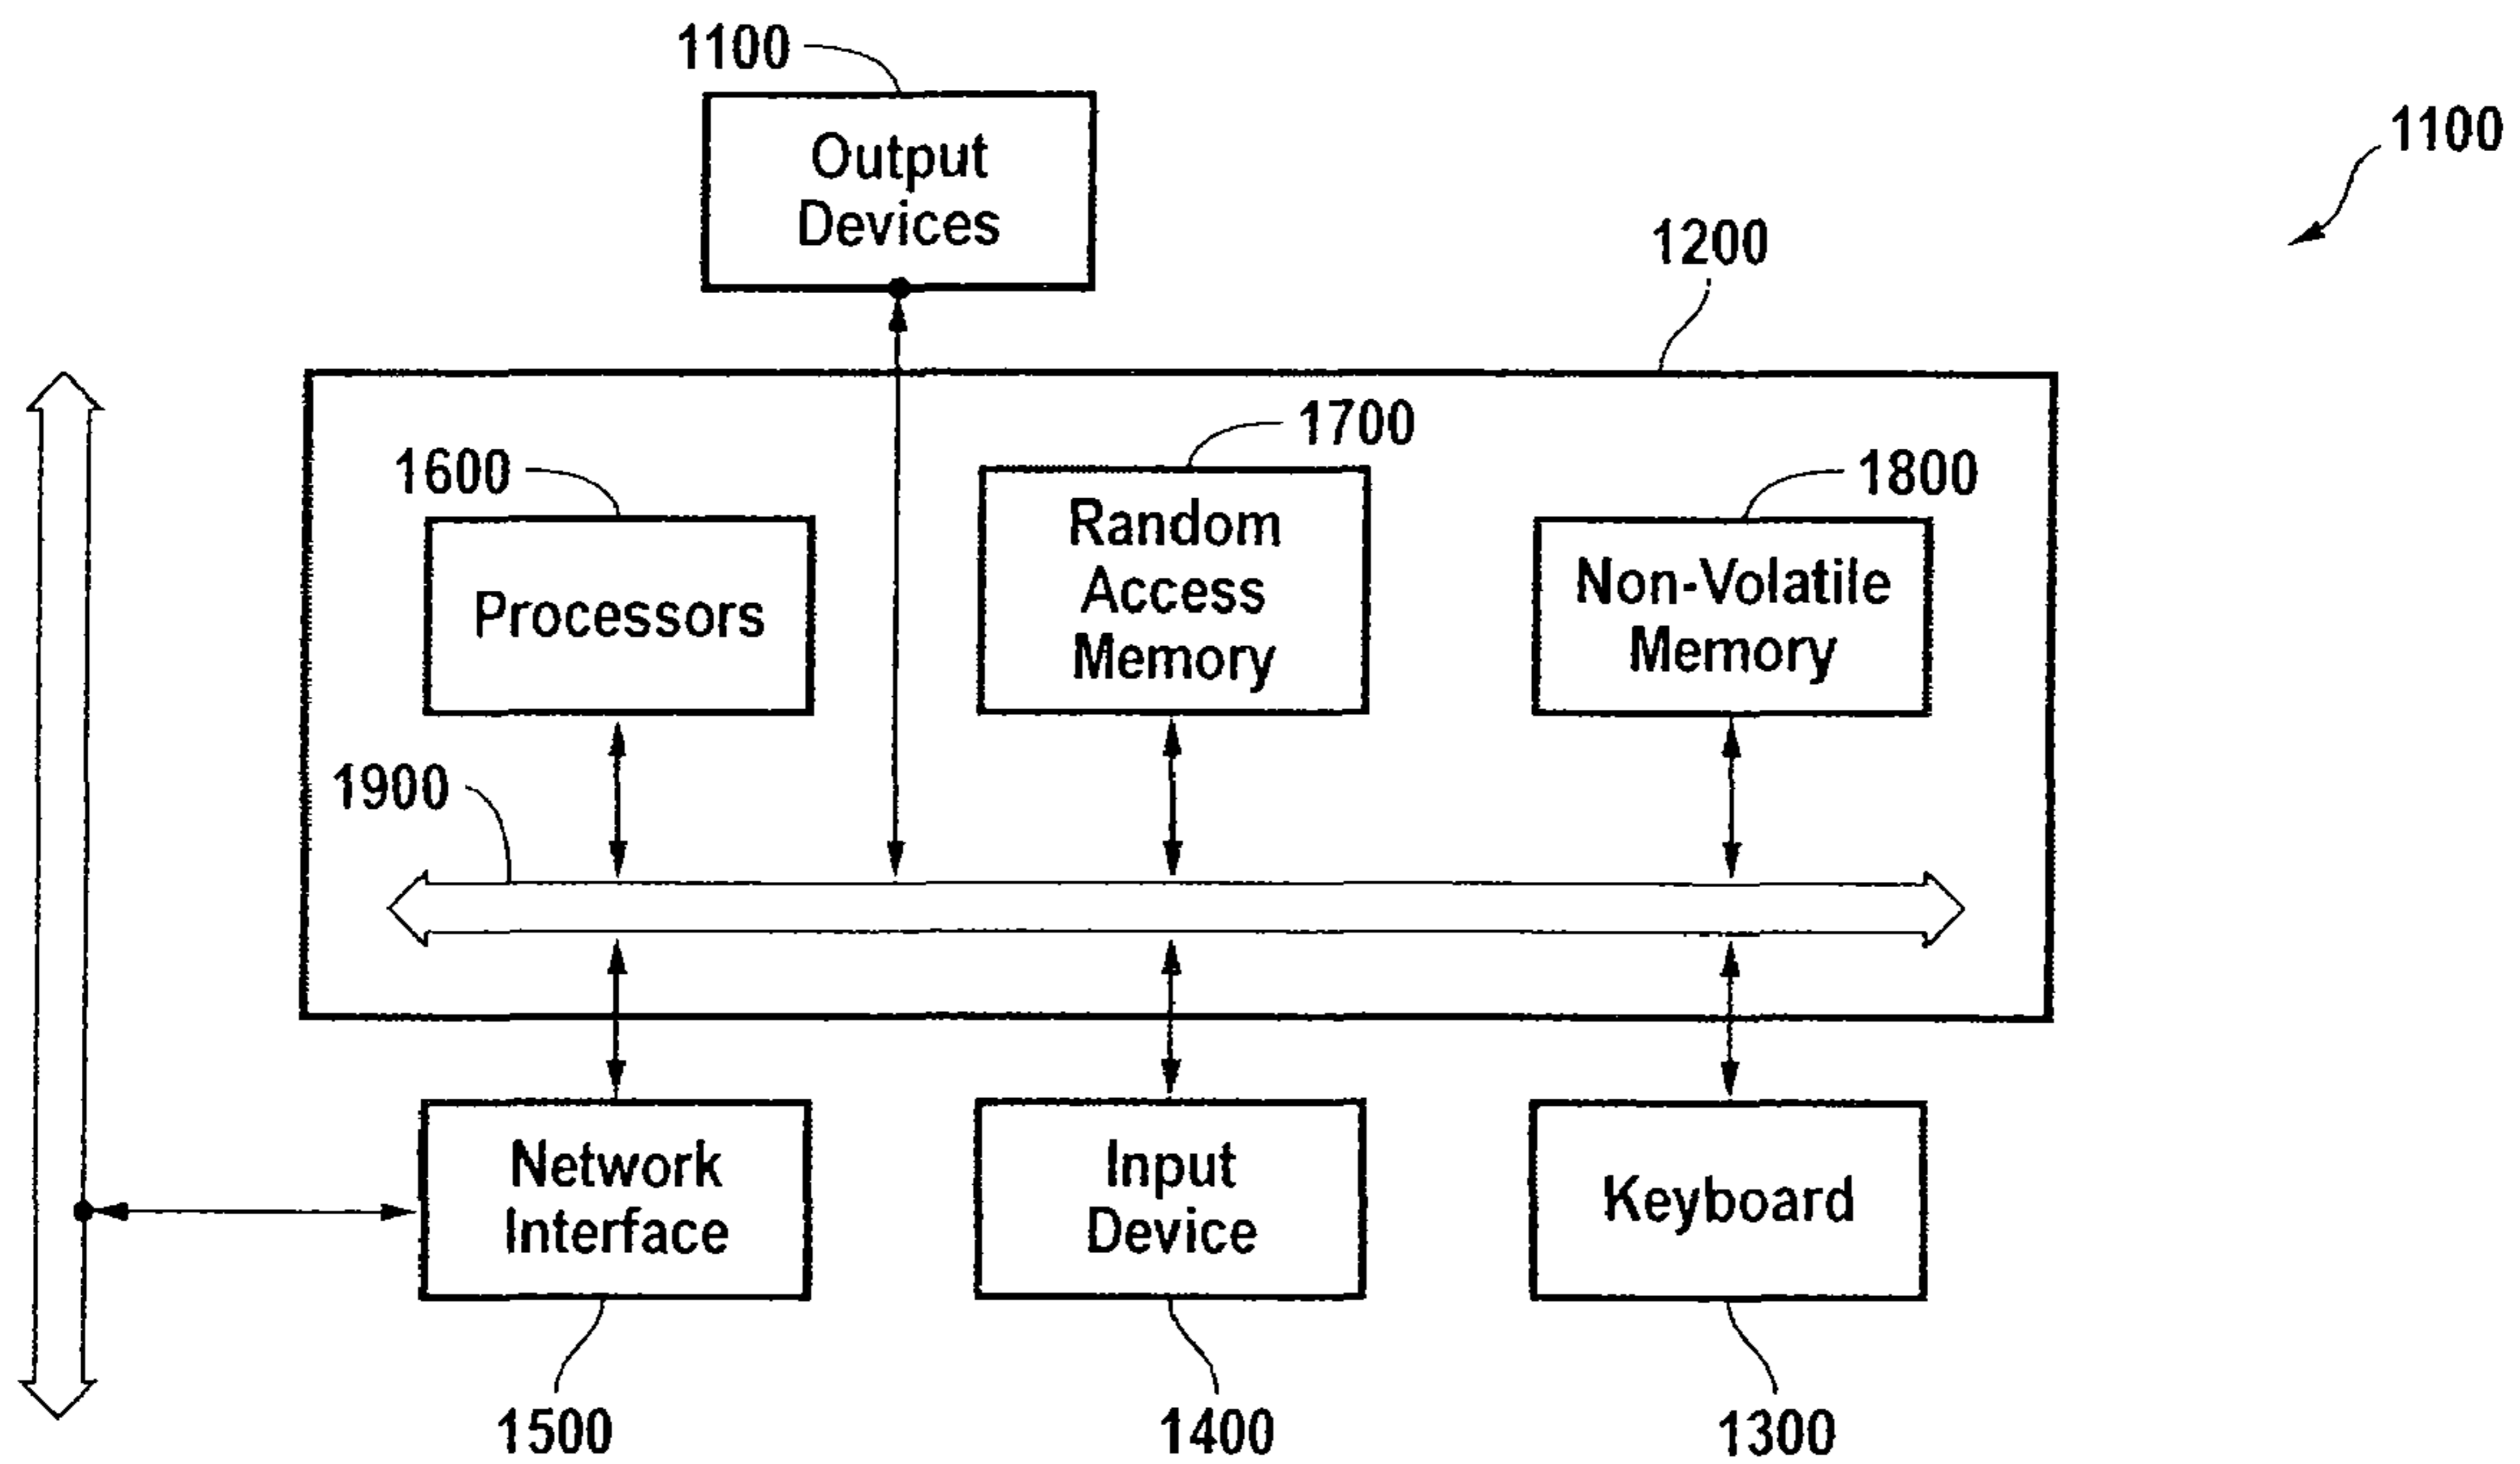 1100
Output
Devices
1100
1200
1700
1600
1800
Random
Access
Memory
Processors
Non-Volatile
Memory
1900
Network
Interface
Input
Device
Keyboard
1500
1400
1300